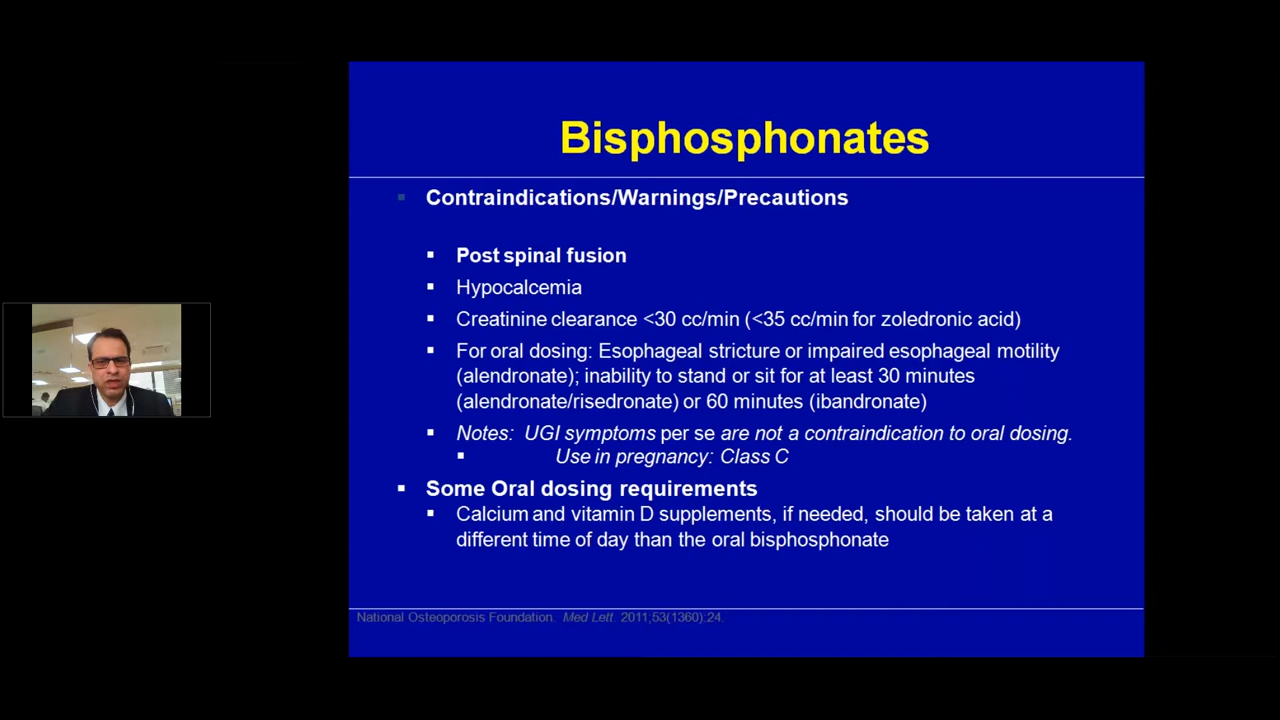 Bisphosphonates
Contraindications/Warnings/Precautions
Post spinal fusion
Hypocalcemia
Creatinine clearance <30 cc/min (<35 cc/min for zoledronic acid)
For oral dosing: Esophageal stricture or impaired esophageal motility
(alendronate); inability to stand or sit for at least 30 minutes
(alendronate/risedronate) or 60 minutes (ibandronate)
Notes: UGI symptoms per se are not a contraindication to oral dosing.
Use in pregnancy: Class C
Some Oral dosing requirements
Calcium and vitamin D supplements, if needed, should be taken at a
different time of day than the oral bisphosphonate
National Osteoporosis Foundation. Med Lett. 2011;53(1360):24.